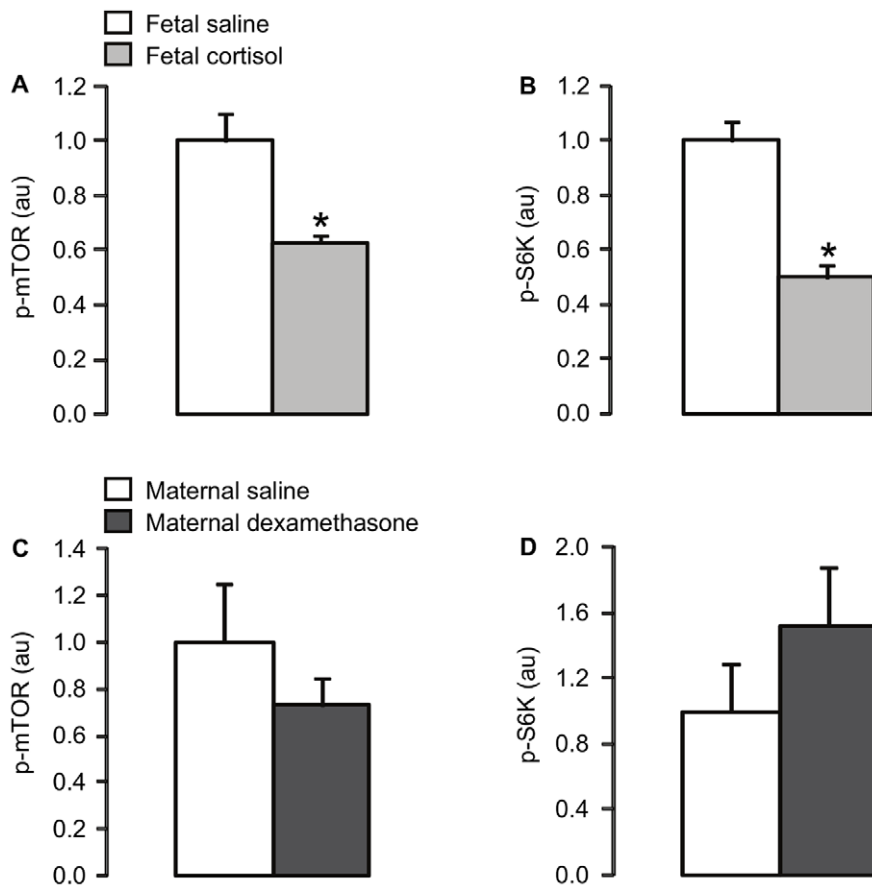 Fetal saline
Fetal cortisol
A
1.2
1.0
0.8
0.6
0.4
0.2
0.0
p-mTOR (au)
*
B
1.2
1.0
0.8
0.6
0.4
0.2
0.0
p-S6K (au)
*
Maternal saline
Maternal dexamethasone
C
1.4
1.2
1.0
0.8
0.6
0.4
0.2
0.0
p-mTOR (au)
D
2.0
1.6
1.2
0.8
0.4
0.0
p-S6K (au)